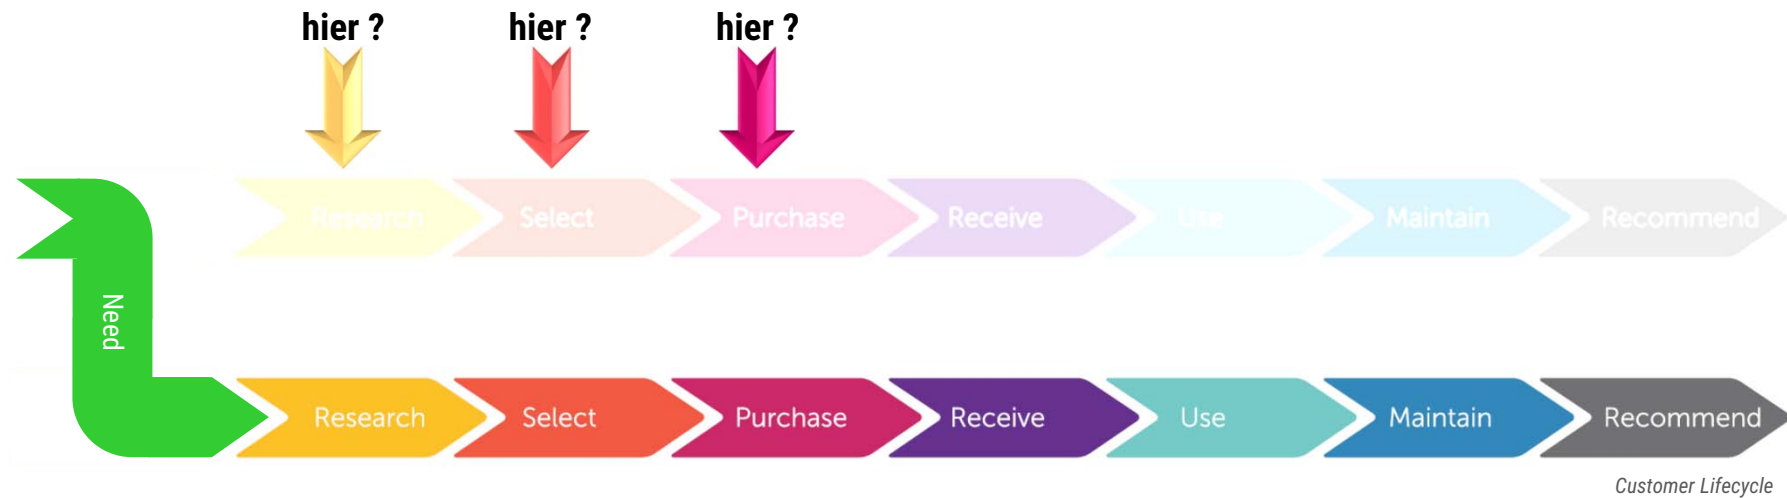 hier ? hier ? hier ?
Research Select Purchase Receive Use Maintain Recommend
Need
Research Select Purchase Receive Use Maintain Recommend
Customer Lifecycle